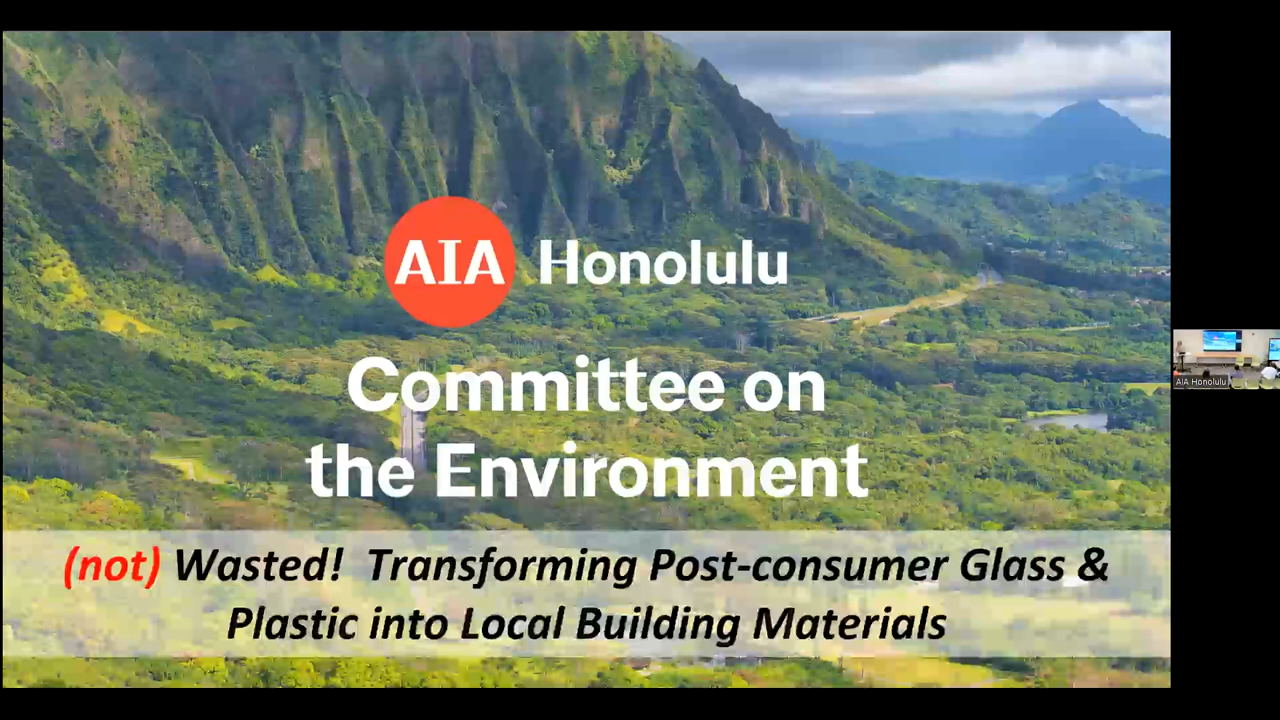 AIA Honolulu
Committee on
the Environment
(not) Wasted! Transforming Post-consumer Glass &
Plastic into Local Building Materials
AIA Honolulu